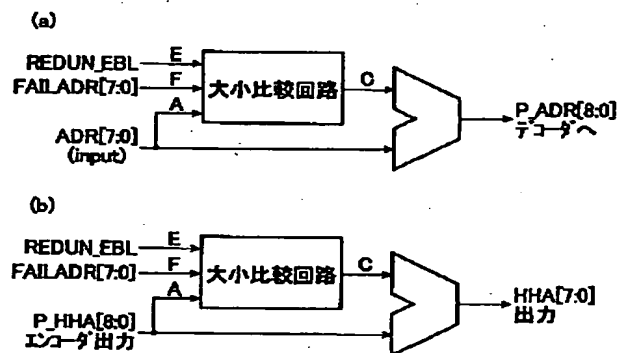 (a)
REDUN_EBL
E
FAILADR[7:0]
F
大小比較回路
C
A
ADR[7:0]
(input)
P_ADR[8:0]
デコーダへ
(b)
REDUN_EBL
E
FAILADR[7:0]
F
大小比較回路
C
A
P_HHA[8:0]
エンコーダ出力
HHA[7:0]
出力